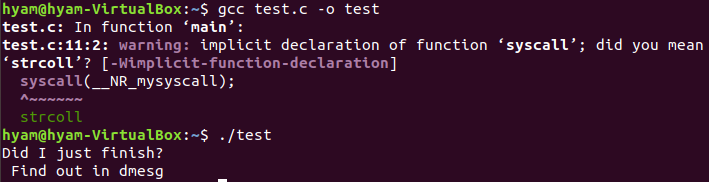 hyam@hyam-VirtualBox:~$ gcc test.c -o test
test.c: In function ‘main’:
test.c:11:2: warning: implicit declaration of function ‘syscall’; did you mean
‘strcoll’? [-Wimplicit-function-declaration]
  syscall(__NR_mysyscall);
  ^~~~~~~
  strcoll
hyam@hyam-VirtualBox:~$ ./test
Did I just finish?
 Find out in dmesg